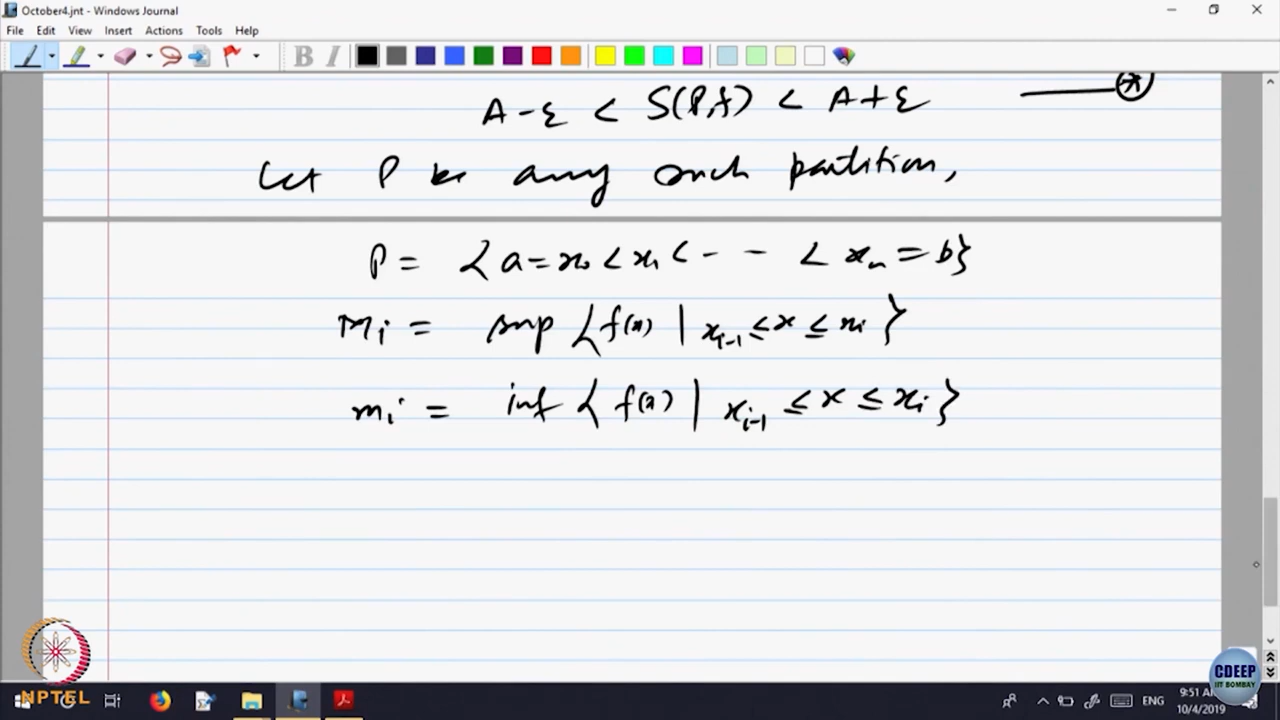 October4.jnt - Windows Journal
File Edit View Insert Actions Tools Help
B I
A-ε < S(P,f) < A+ε ——— ⊛
Let P be any such partition,
P = {a = x₀ < x₁ < - - < xₙ = b}
Mᵢ = sup {f(x) | xᵢ₋₁ ≤ x ≤ xᵢ}
mᵢ = inf {f(x) | xᵢ₋₁ ≤ x ≤ xᵢ}
NPTEL
CDEEP
IIT BOMBAY
ENG
9:51 A
10/4/2019